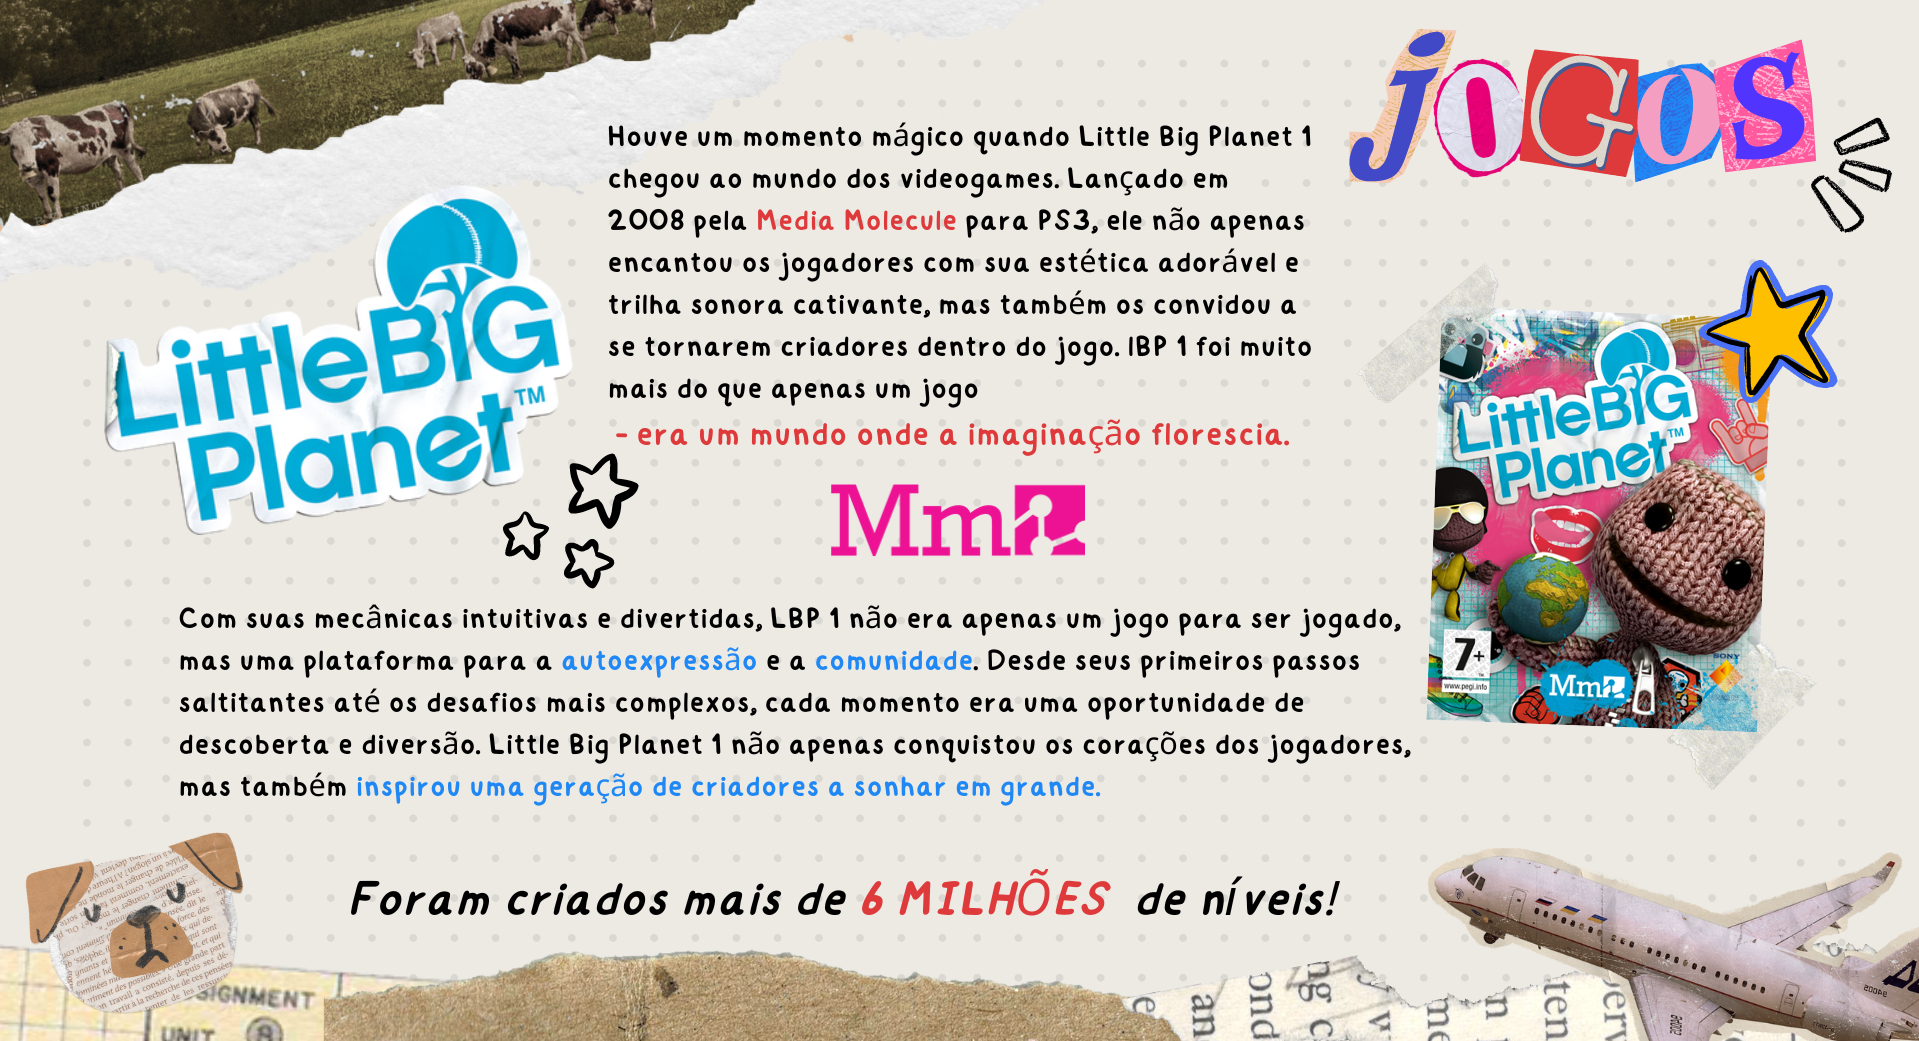 JOGOS
Houve um momento mágico quando Little Big Planet 1
chegou ao mundo dos videogames. Lançado em
2008 pela Media Molecule para PS3, ele não apenas
encantou os jogadores com sua estética adorável e
trilha sonora cativante, mas também os convidou a
se tornarem criadores dentro do jogo. lBP 1 foi muito
mais do que apenas um jogo
- era um mundo onde a imaginação florescia.
LittleBIG
Planet™
Mm
LittleBIG
Planet™
7+
www.pegi.info
Mm
SONY
Com suas mecânicas intuitivas e divertidas, LBP 1 não era apenas um jogo para ser jogado,
mas uma plataforma para a autoexpressão e a comunidade. Desde seus primeiros passos
saltitantes até os desafios mais complexos, cada momento era uma oportunidade de
descoberta e diversão. Little Big Planet 1 não apenas conquistou os corações dos jogadores,
mas também inspirou uma geração de criadores a sonhar em grande.
Foram criados mais de 6 MILHÕES de níveis!
SIGNMENT
UNIT 8